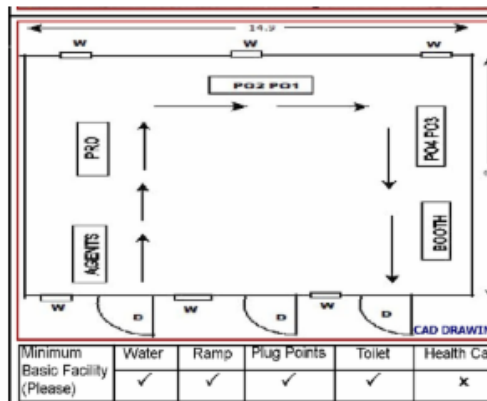 14.9
W
W
W
PO2 PO1
PRO
PO4 PO3
AGENTS
BOOTH
W
D
W
D
W
D
CAD DRAWIN
Minimum Basic Facility (Please)
Water
Ramp
Plug Points
Toilet
Health Ca
✓
✓
✓
✓
x